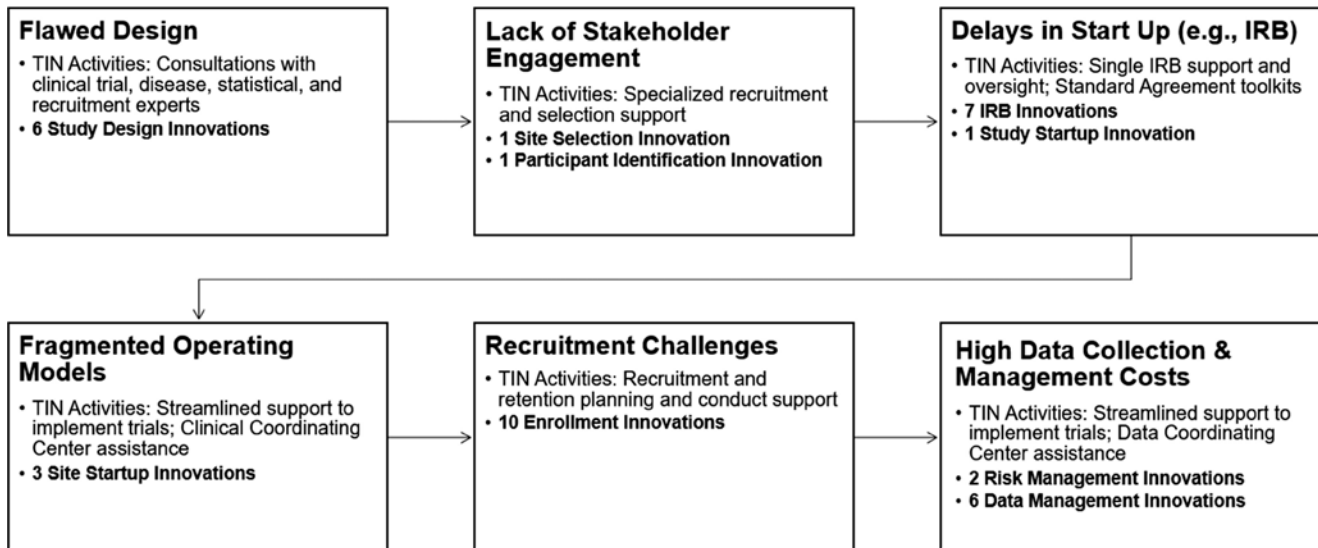 Flawed Design
• TIN Activities: Consultations with
clinical trial, disease, statistical, and
recruitment experts
• 6 Study Design Innovations
Lack of Stakeholder
Engagement
• TIN Activities: Specialized recruitment
and selection support
• 1 Site Selection Innovation
• 1 Participant Identification Innovation
Delays in Start Up (e.g., IRB)
• TIN Activities: Single IRB support and
oversight; Standard Agreement toolkits
• 7 IRB Innovations
• 1 Study Startup Innovation
Fragmented Operating
Models
• TIN Activities: Streamlined support to
implement trials; Clinical Coordinating
Center assistance
• 3 Site Startup Innovations
Recruitment Challenges
• TIN Activities: Recruitment and
retention planning and conduct support
• 10 Enrollment Innovations
High Data Collection &
Management Costs
• TIN Activities: Streamlined support to
implement trials; Data Coordinating
Center assistance
• 2 Risk Management Innovations
• 6 Data Management Innovations